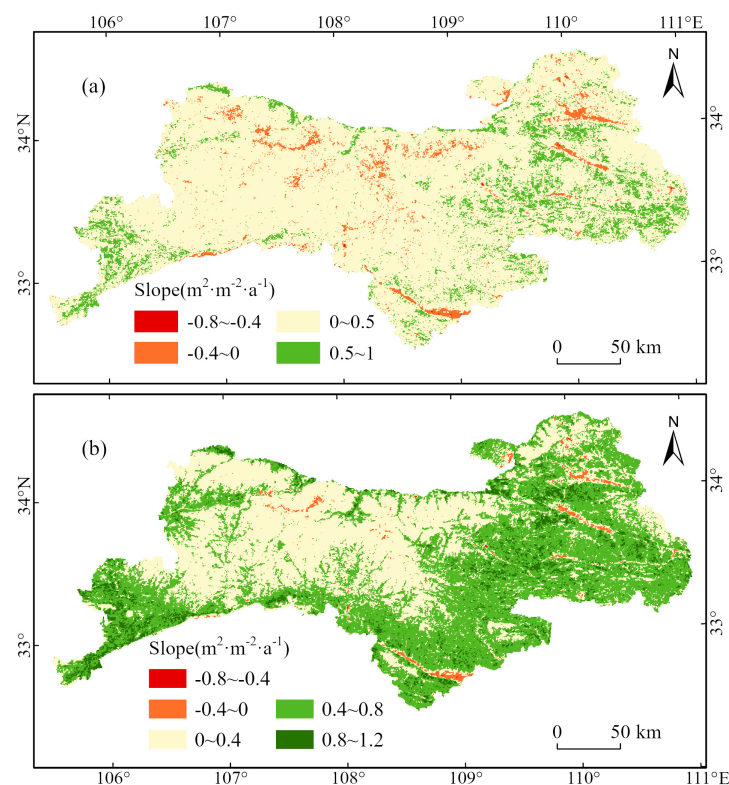 106° 107° 108° 109° 110° 111°E
(a)
N
34°N
34°
33°
33°
Slope(m²·m⁻²·a⁻¹)
-0.8~-0.4
0~0.5
-0.4~0
0.5~1
0 50 km
(b)
N
34°N
34°
33°
33°
Slope(m²·m⁻²·a⁻¹)
-0.8~-0.4
-0.4~0
0.4~0.8
0~0.4
0.8~1.2
0 50 km
106° 107° 108° 109° 110° 111°E